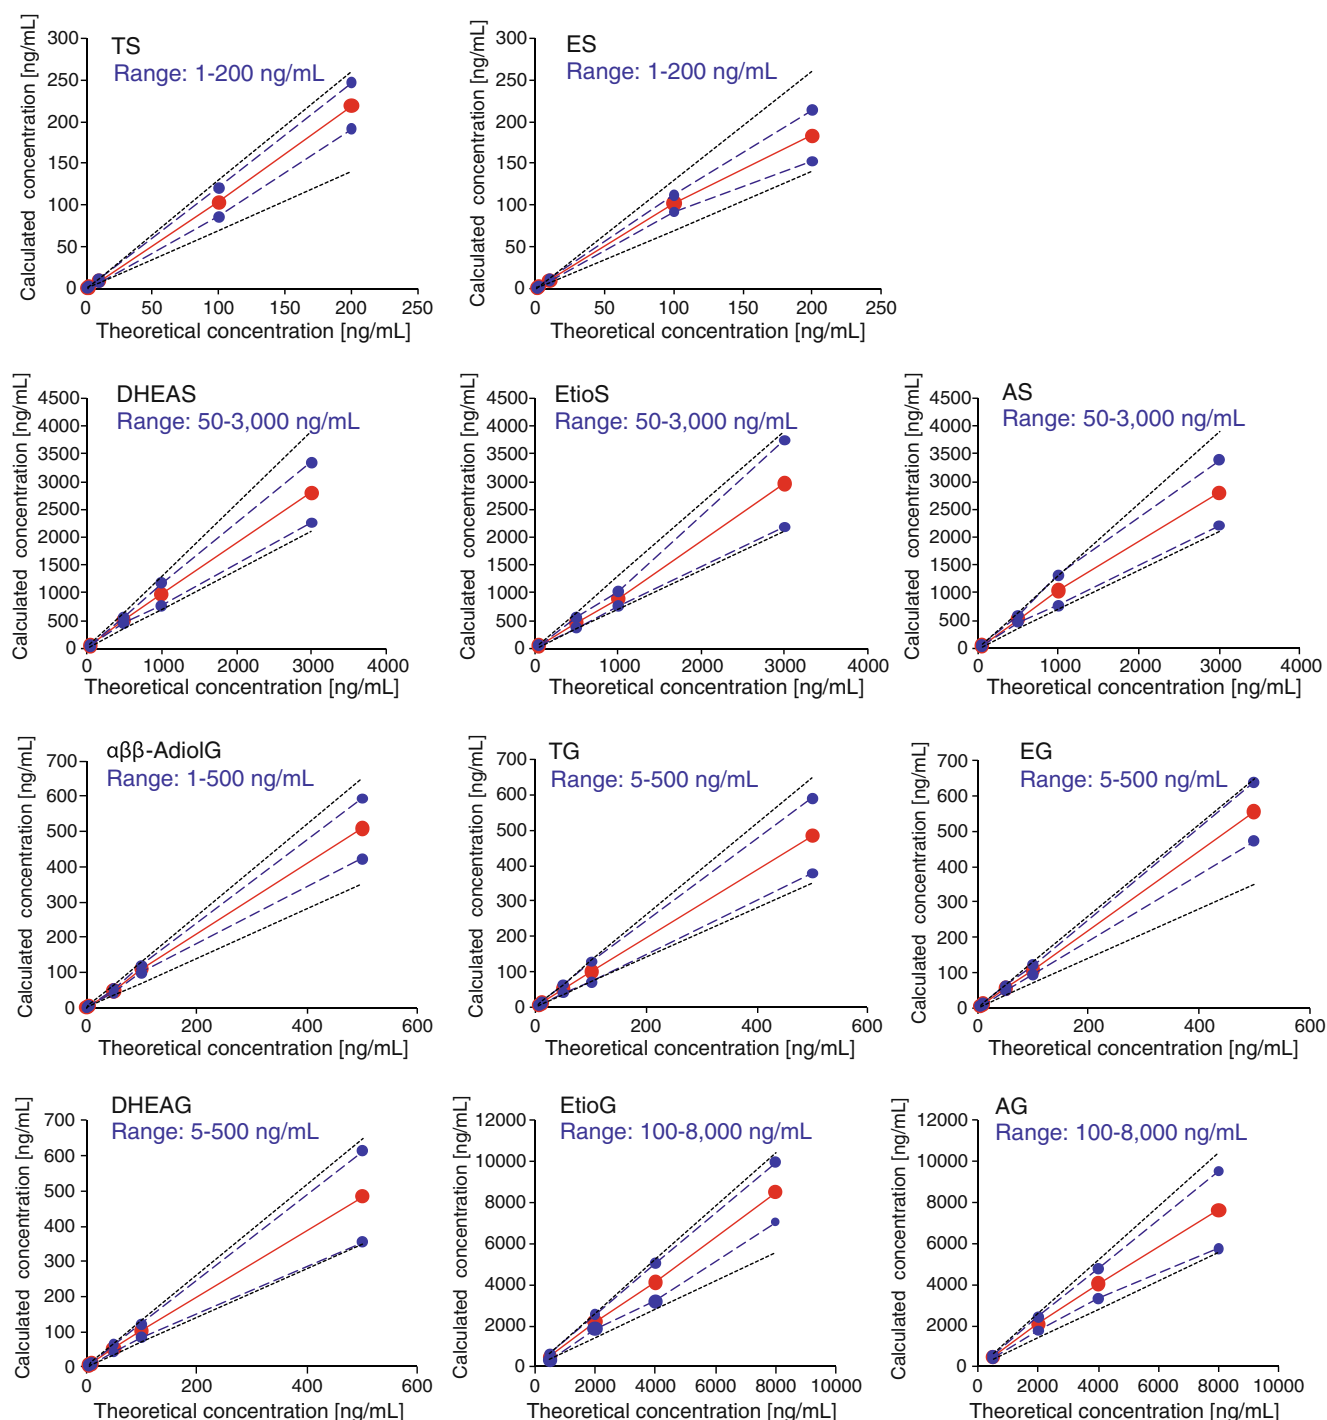 TS
Range: 1-200 ng/mL
Calculated concentration [ng/mL]
300
250
200
150
100
50
0
0 50 100 150 200 250
Theoretical concentration [ng/mL]
ES
Range: 1-200 ng/mL
Calculated concentration [ng/mL]
300
250
200
150
100
50
0
0 50 100 150 200 250
Theoretical concentration [ng/mL]
DHEAS
Range: 50-3,000 ng/mL
Calculated concentration [ng/mL]
4500
4000
3500
3000
2500
2000
1500
1000
500
0
0 1000 2000 3000 4000
Theoretical concentration [ng/mL]
EtioS
Range: 50-3,000 ng/mL
Calculated concentration [ng/mL]
4500
4000
3500
3000
2500
2000
1500
1000
500
0
0 1000 2000 3000 4000
Theoretical concentration [ng/mL]
AS
Range: 50-3,000 ng/mL
Calculated concentration [ng/mL]
4500
4000
3500
3000
2500
2000
1500
1000
500
0
0 1000 2000 3000 4000
Theoretical concentration [ng/mL]
αββ-AdiolG
Range: 1-500 ng/mL
Calculated concentration [ng/mL]
700
600
500
400
300
200
100
0
0 200 400 600
Theoretical concentration [ng/mL]
TG
Range: 5-500 ng/mL
Calculated concentration [ng/mL]
700
600
500
400
300
200
100
0
0 200 400 600
Theoretical concentration [ng/mL]
EG
Range: 5-500 ng/mL
Calculated concentration [ng/mL]
700
600
500
400
300
200
100
0
0 200 400 600
Theoretical concentration [ng/mL]
DHEAG
Range: 5-500 ng/mL
Calculated concentration [ng/mL]
700
600
500
400
300
200
100
0
0 200 400 600
Theoretical concentration [ng/mL]
EtioG
Range: 100-8,000 ng/mL
Calculated concentration [ng/mL]
12000
10000
8000
6000
4000
2000
0
0 2000 4000 6000 8000 10000
Theoretical concentration [ng/mL]
AG
Range: 100-8,000 ng/mL
Calculated concentration [ng/mL]
12000
10000
8000
6000
4000
2000
0
0 2000 4000 6000 8000 10000
Theoretical concentration [ng/mL]